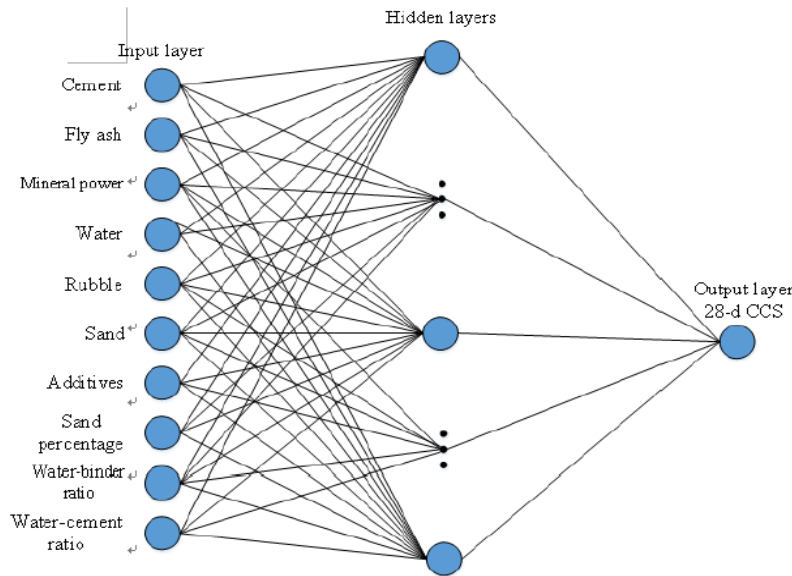 Hidden layers
Input layer
Cement
Fly ash
Mineral power
Water
Rubble
Sand
Additives
Sand
percentage
Water-binder
ratio
Water-cement
ratio
Output layer
28-d CCS